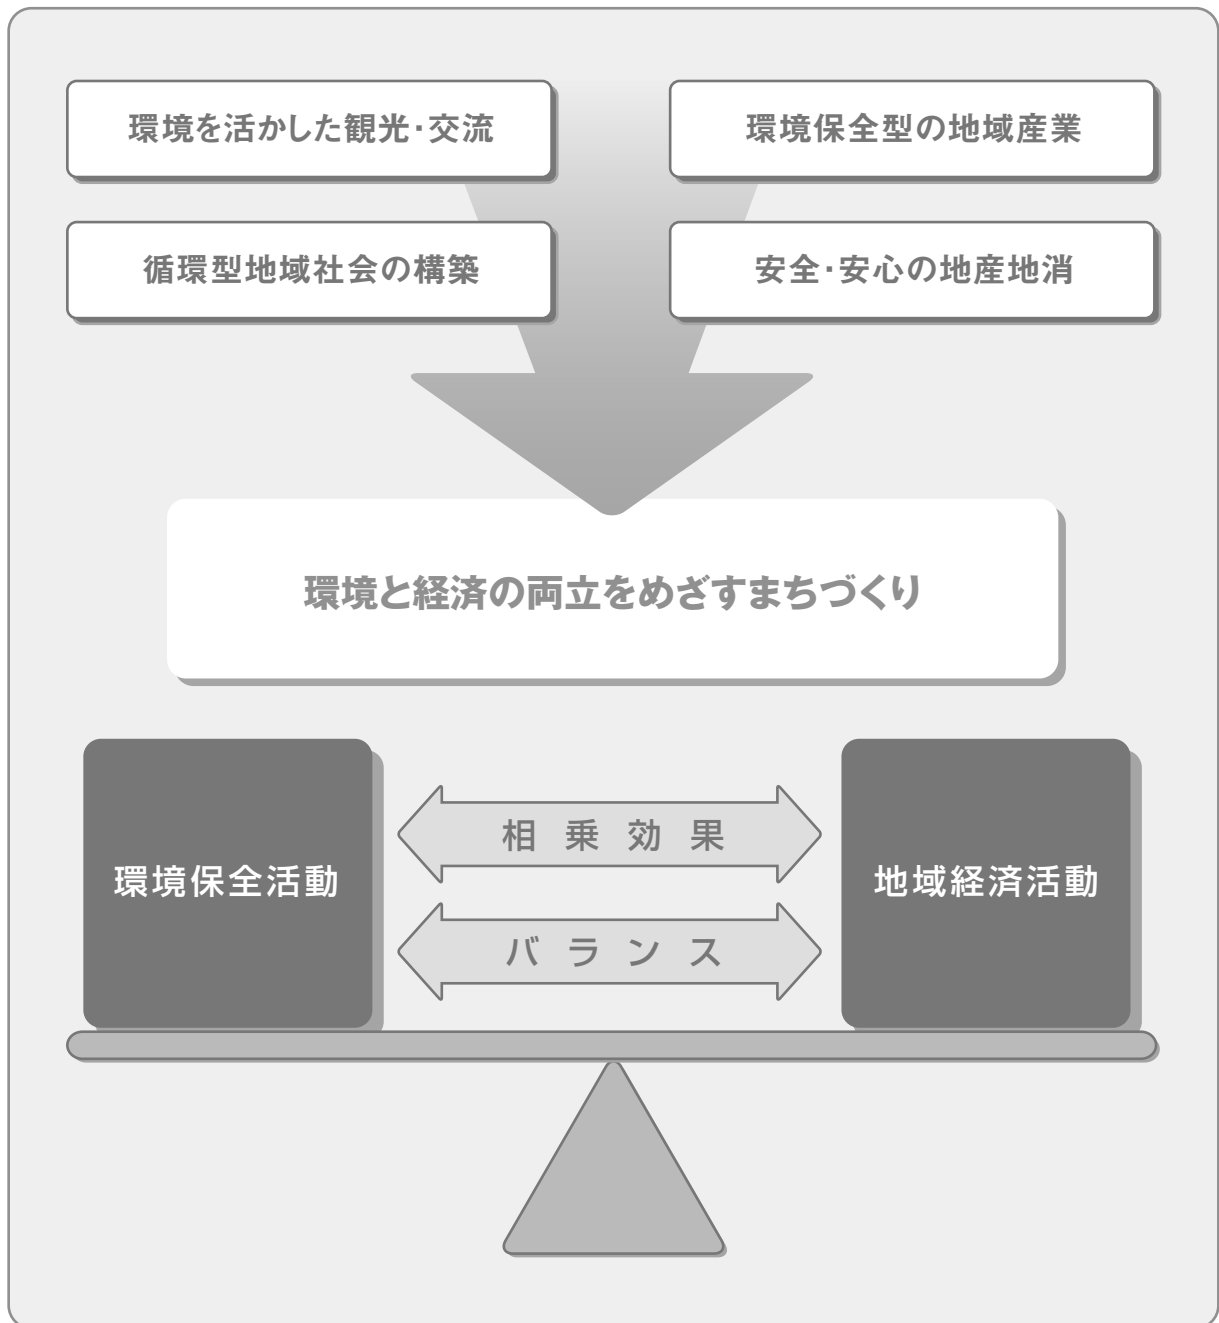 環境を活かした観光・交流
環境保全型の地域産業
循環型地域社会の構築
安全・安心の地産地消
環境と経済の両立をめざすまちづくり
相乗効果
環境保全活動
地域経済活動
バランス